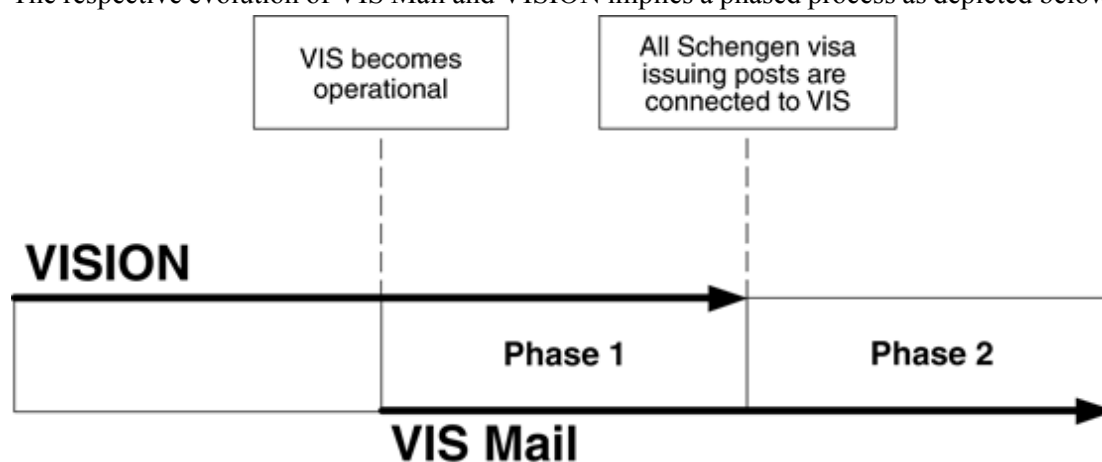 The respective evolution of VIS Mail and VISION implies a phased process as depicted below
VIS becomes
operational
All Schengen visa
issuing posts are
connected to VIS
VISION
Phase 1
Phase 2
VIS Mail